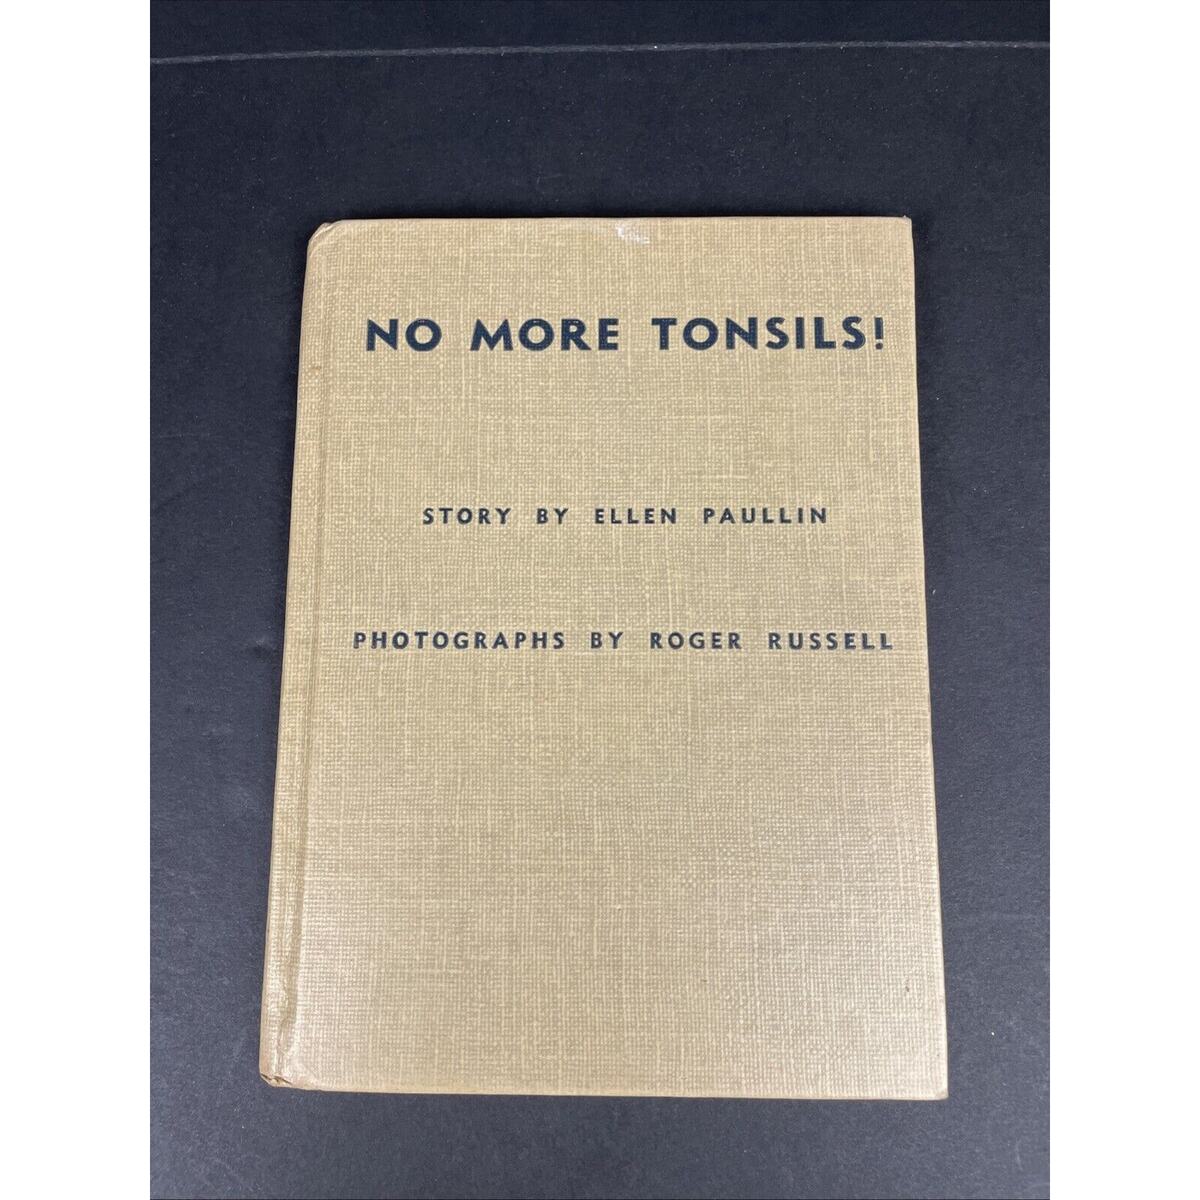 NO MORE TONSILS!
STORY BY ELLEN PAULLIN
PHOTOGRAPHS BY ROGER RUSSELL